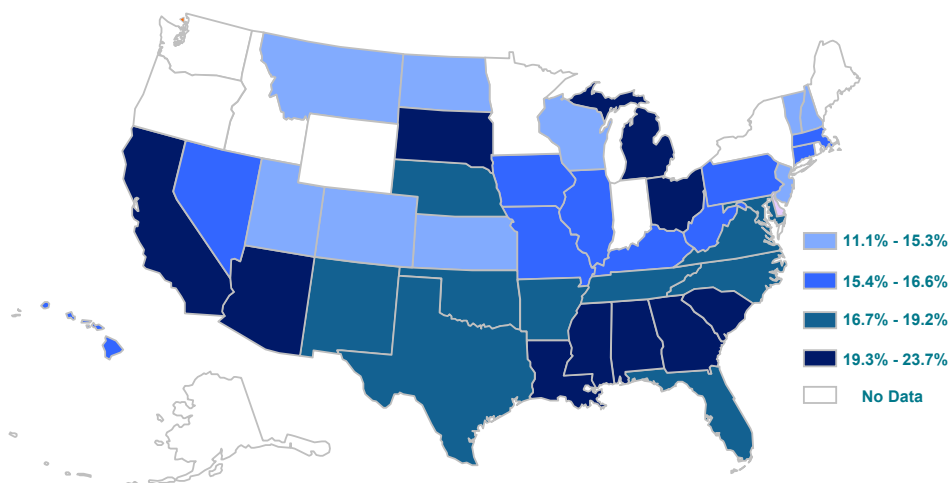 11.1% - 15.3%
15.4% - 16.6%
16.7% - 19.2%
19.3% - 23.7%
No Data